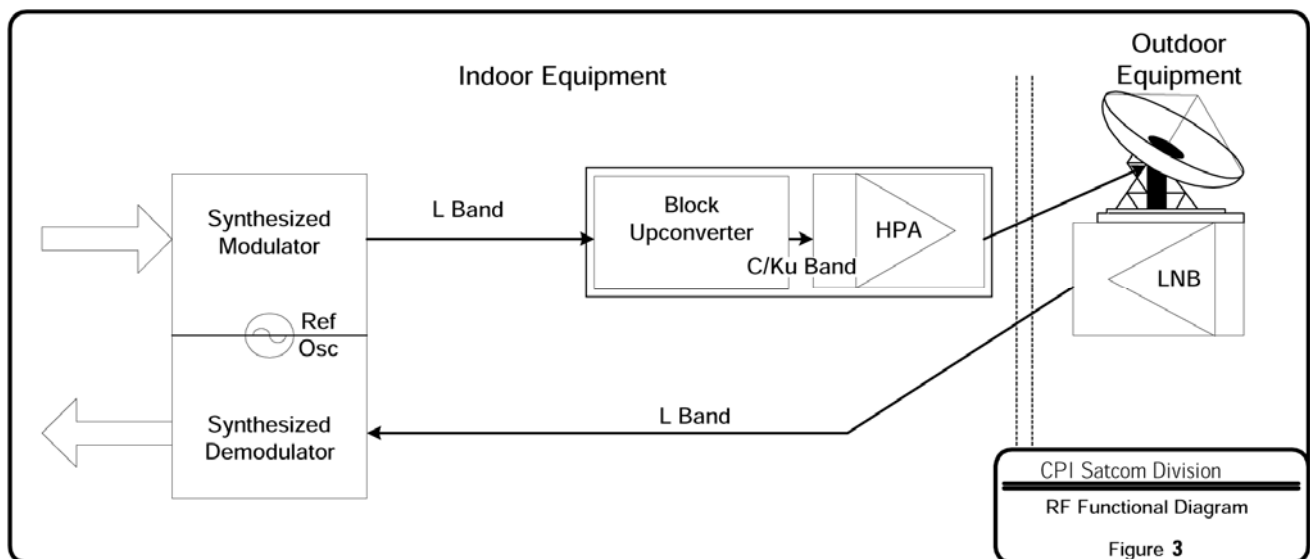 Indoor Equipment
Outdoor
Equipment
Synthesized
Modulator
L Band
Block
Upconverter
C/Ku Band
HPA
LNB
Ref
Osc
Synthesized
Demodulator
L Band
CPI Satcom Division
RF Functional Diagram
Figure 3